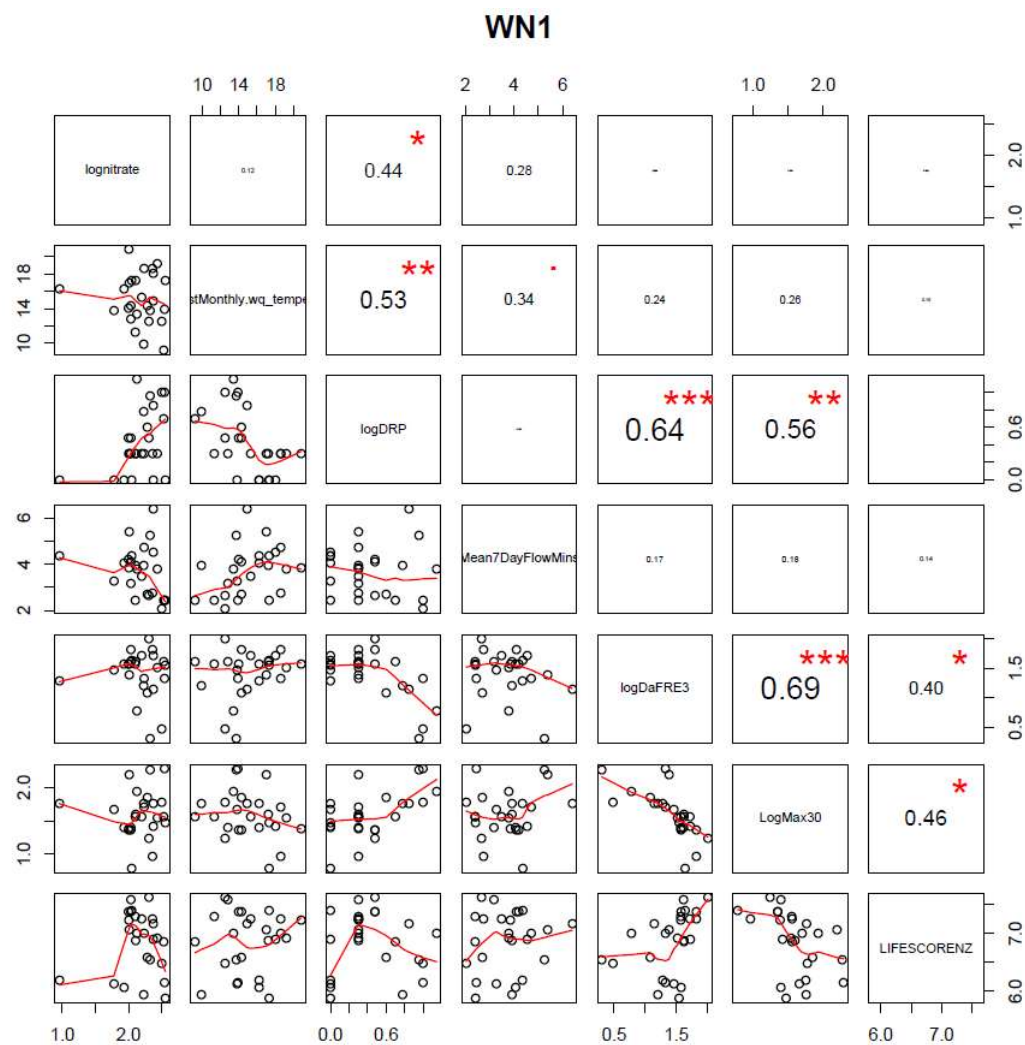 WN1
10 14 18 2 4 6 1.0 2.0
* lognitrate 0.12 0.44 0.28 1.0 2.0
** . 10 14 18 stMonthly.wq_tempe 0.53 0.34 0.24 0.26
*** ** logDRP 0.64 0.56 0.0 0.6
2 4 6 Mean7DayFlowMins 0.17 0.18 0.14
*** * logDaFRE3 0.69 0.40 0.5 1.5
* 1.0 2.0 LogMax30 0.46
LIFESCORENZ 6.0 7.0
1.0 2.0 0.0 0.6 0.5 1.5 6.0 7.0